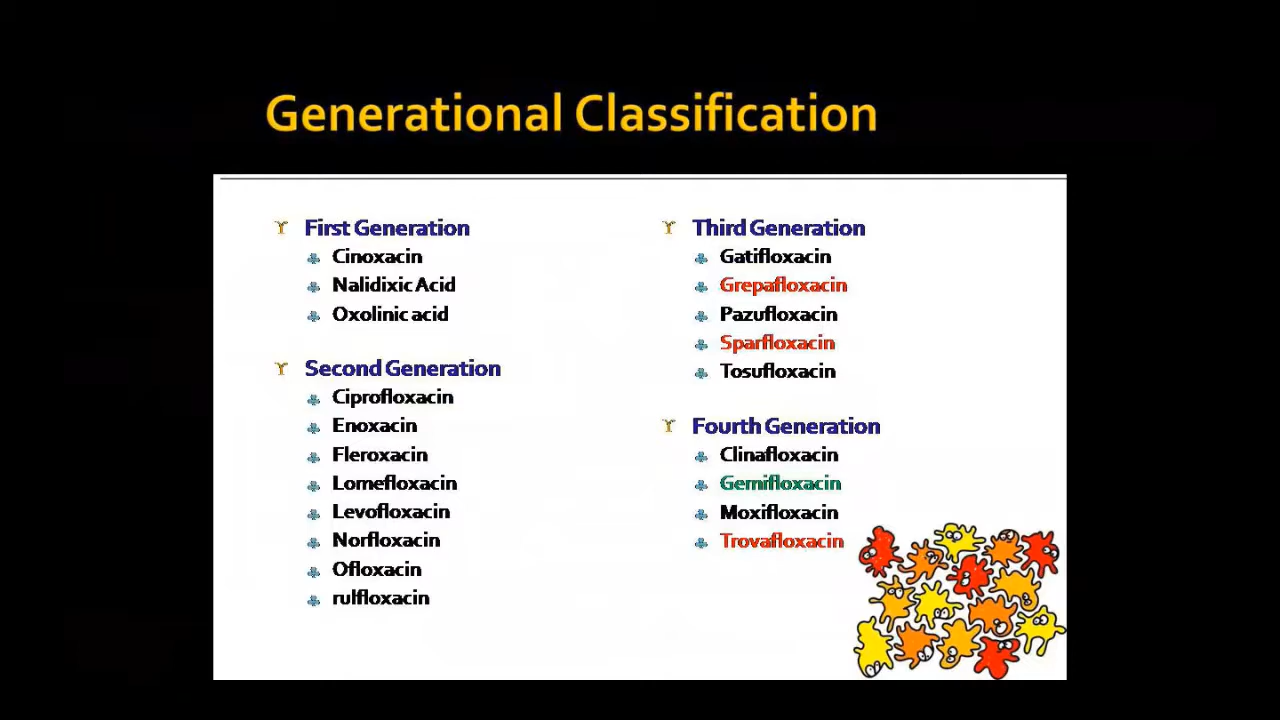 Generational Classification
First Generation
Cinoxacin
Nalidixic Acid
Oxolinic acid
Second Generation
Ciprofloxacin
Enoxacin
Fleroxacin
Lomefloxacin
Levofloxacin
Norfloxacin
Ofloxacin
rulfloxacin
Third Generation
Gatifloxacin
Grepafloxacin
Pazufloxacin
Sparfloxacin
Tosufloxacin
Fourth Generation
Clinafloxacin
Gemifloxacin
Moxifloxacin
Trovafloxacin